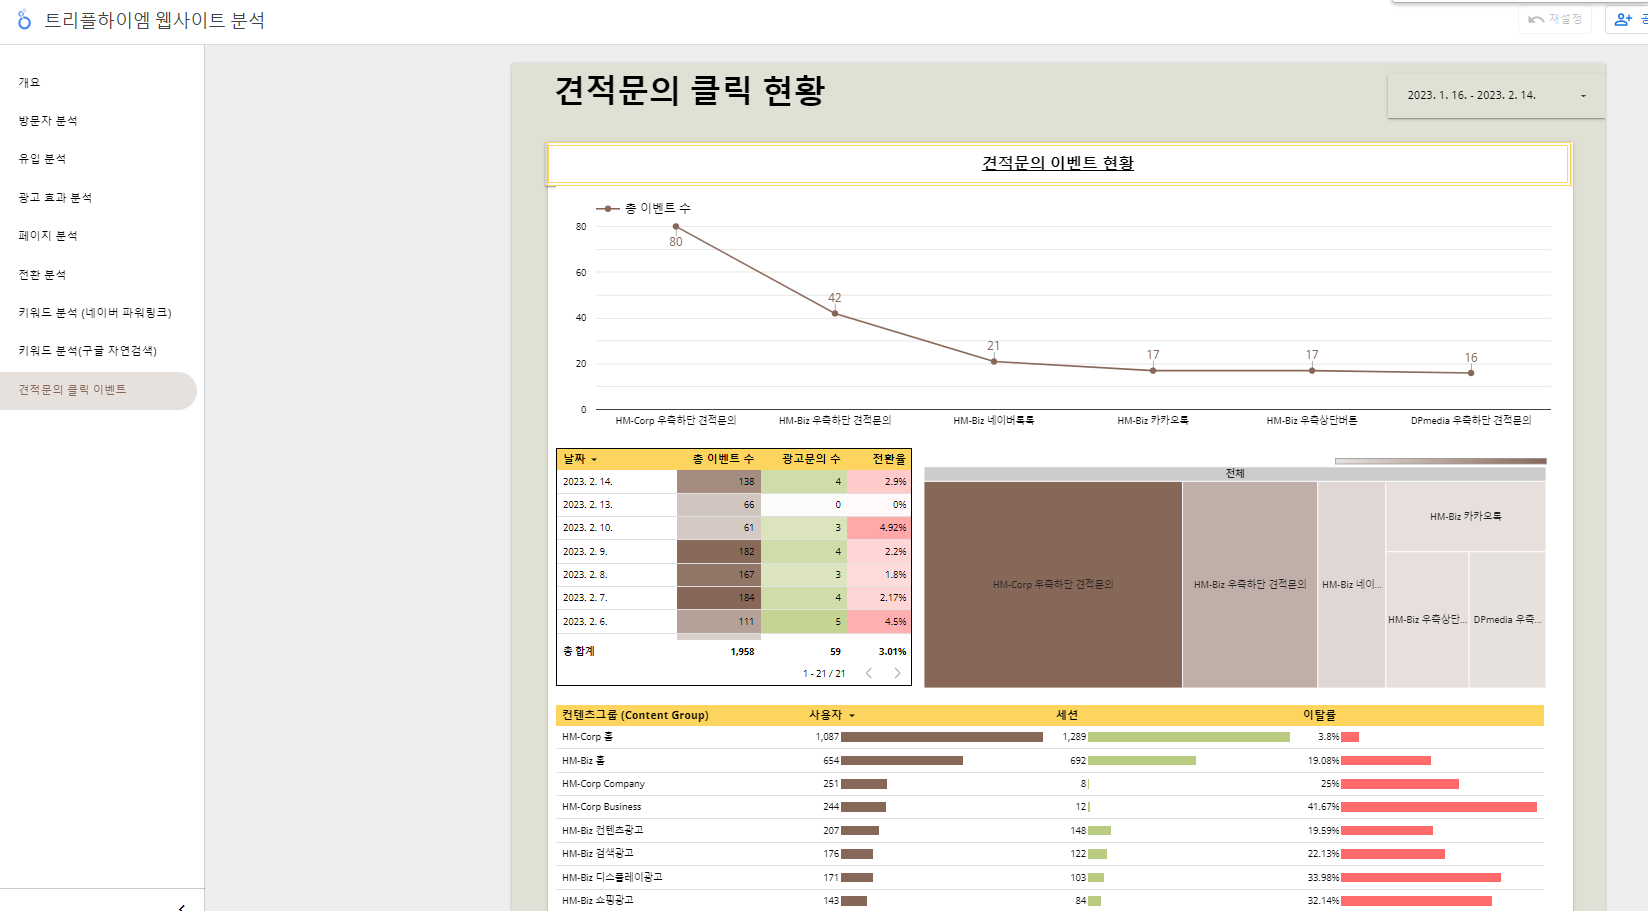 트리플하이엠 웹사이트 분석
재설정
개요
방문자 분석
유입 분석
광고 효과 분석
페이지 분석
전환 분석
키워드 분석 (네이버 파워링크)
키워드 분석(구글 자연검색)
견적문의 클릭 이벤트
견적문의 클릭 현황
2023. 1. 16. - 2023. 2. 14.
견적문의 이벤트 현황
총 이벤트 수
80
60
40
20
0
80
42
21
17
17
16
HM-Corp 우측하단 견적문의
HM-Biz 우측하단 견적문의
HM-Biz 네이버톡톡
HM-Biz 카카오톡
HM-Biz 우측상단버튼
DPmedia 우측하단 견적문의
날짜 총 이벤트 수 광고문의 수 전환율
2023. 2. 14. 138 4 2.9%
2023. 2. 13. 66 0 0%
2023. 2. 10. 61 3 4.92%
2023. 2. 9. 182 4 2.2%
2023. 2. 8. 167 3 1.8%
2023. 2. 7. 184 4 2.17%
2023. 2. 6. 111 5 4.5%
총 합계 1,958 59 3.01%
1 - 21 / 21
전체
HM-Corp 우측하단 견적문의
HM-Biz 우측하단 견적문의
HM-Biz 네이...
HM-Biz 카카오톡
HM-Biz 우측상단...
DPmedia 우측...
컨텐츠그룹 (Content Group) 사용자 세션 이탈률
HM-Corp 홈 1,087 1,289 3.8%
HM-Biz 홈 654 692 19.08%
HM-Corp Company 251 8 25%
HM-Corp Business 244 12 41.67%
HM-Biz 컨텐츠광고 207 148 19.59%
HM-Biz 검색광고 176 122 22.13%
HM-Biz 디스플레이광고 171 103 33.98%
HM-Biz 쇼핑광고 143 84 32.14%